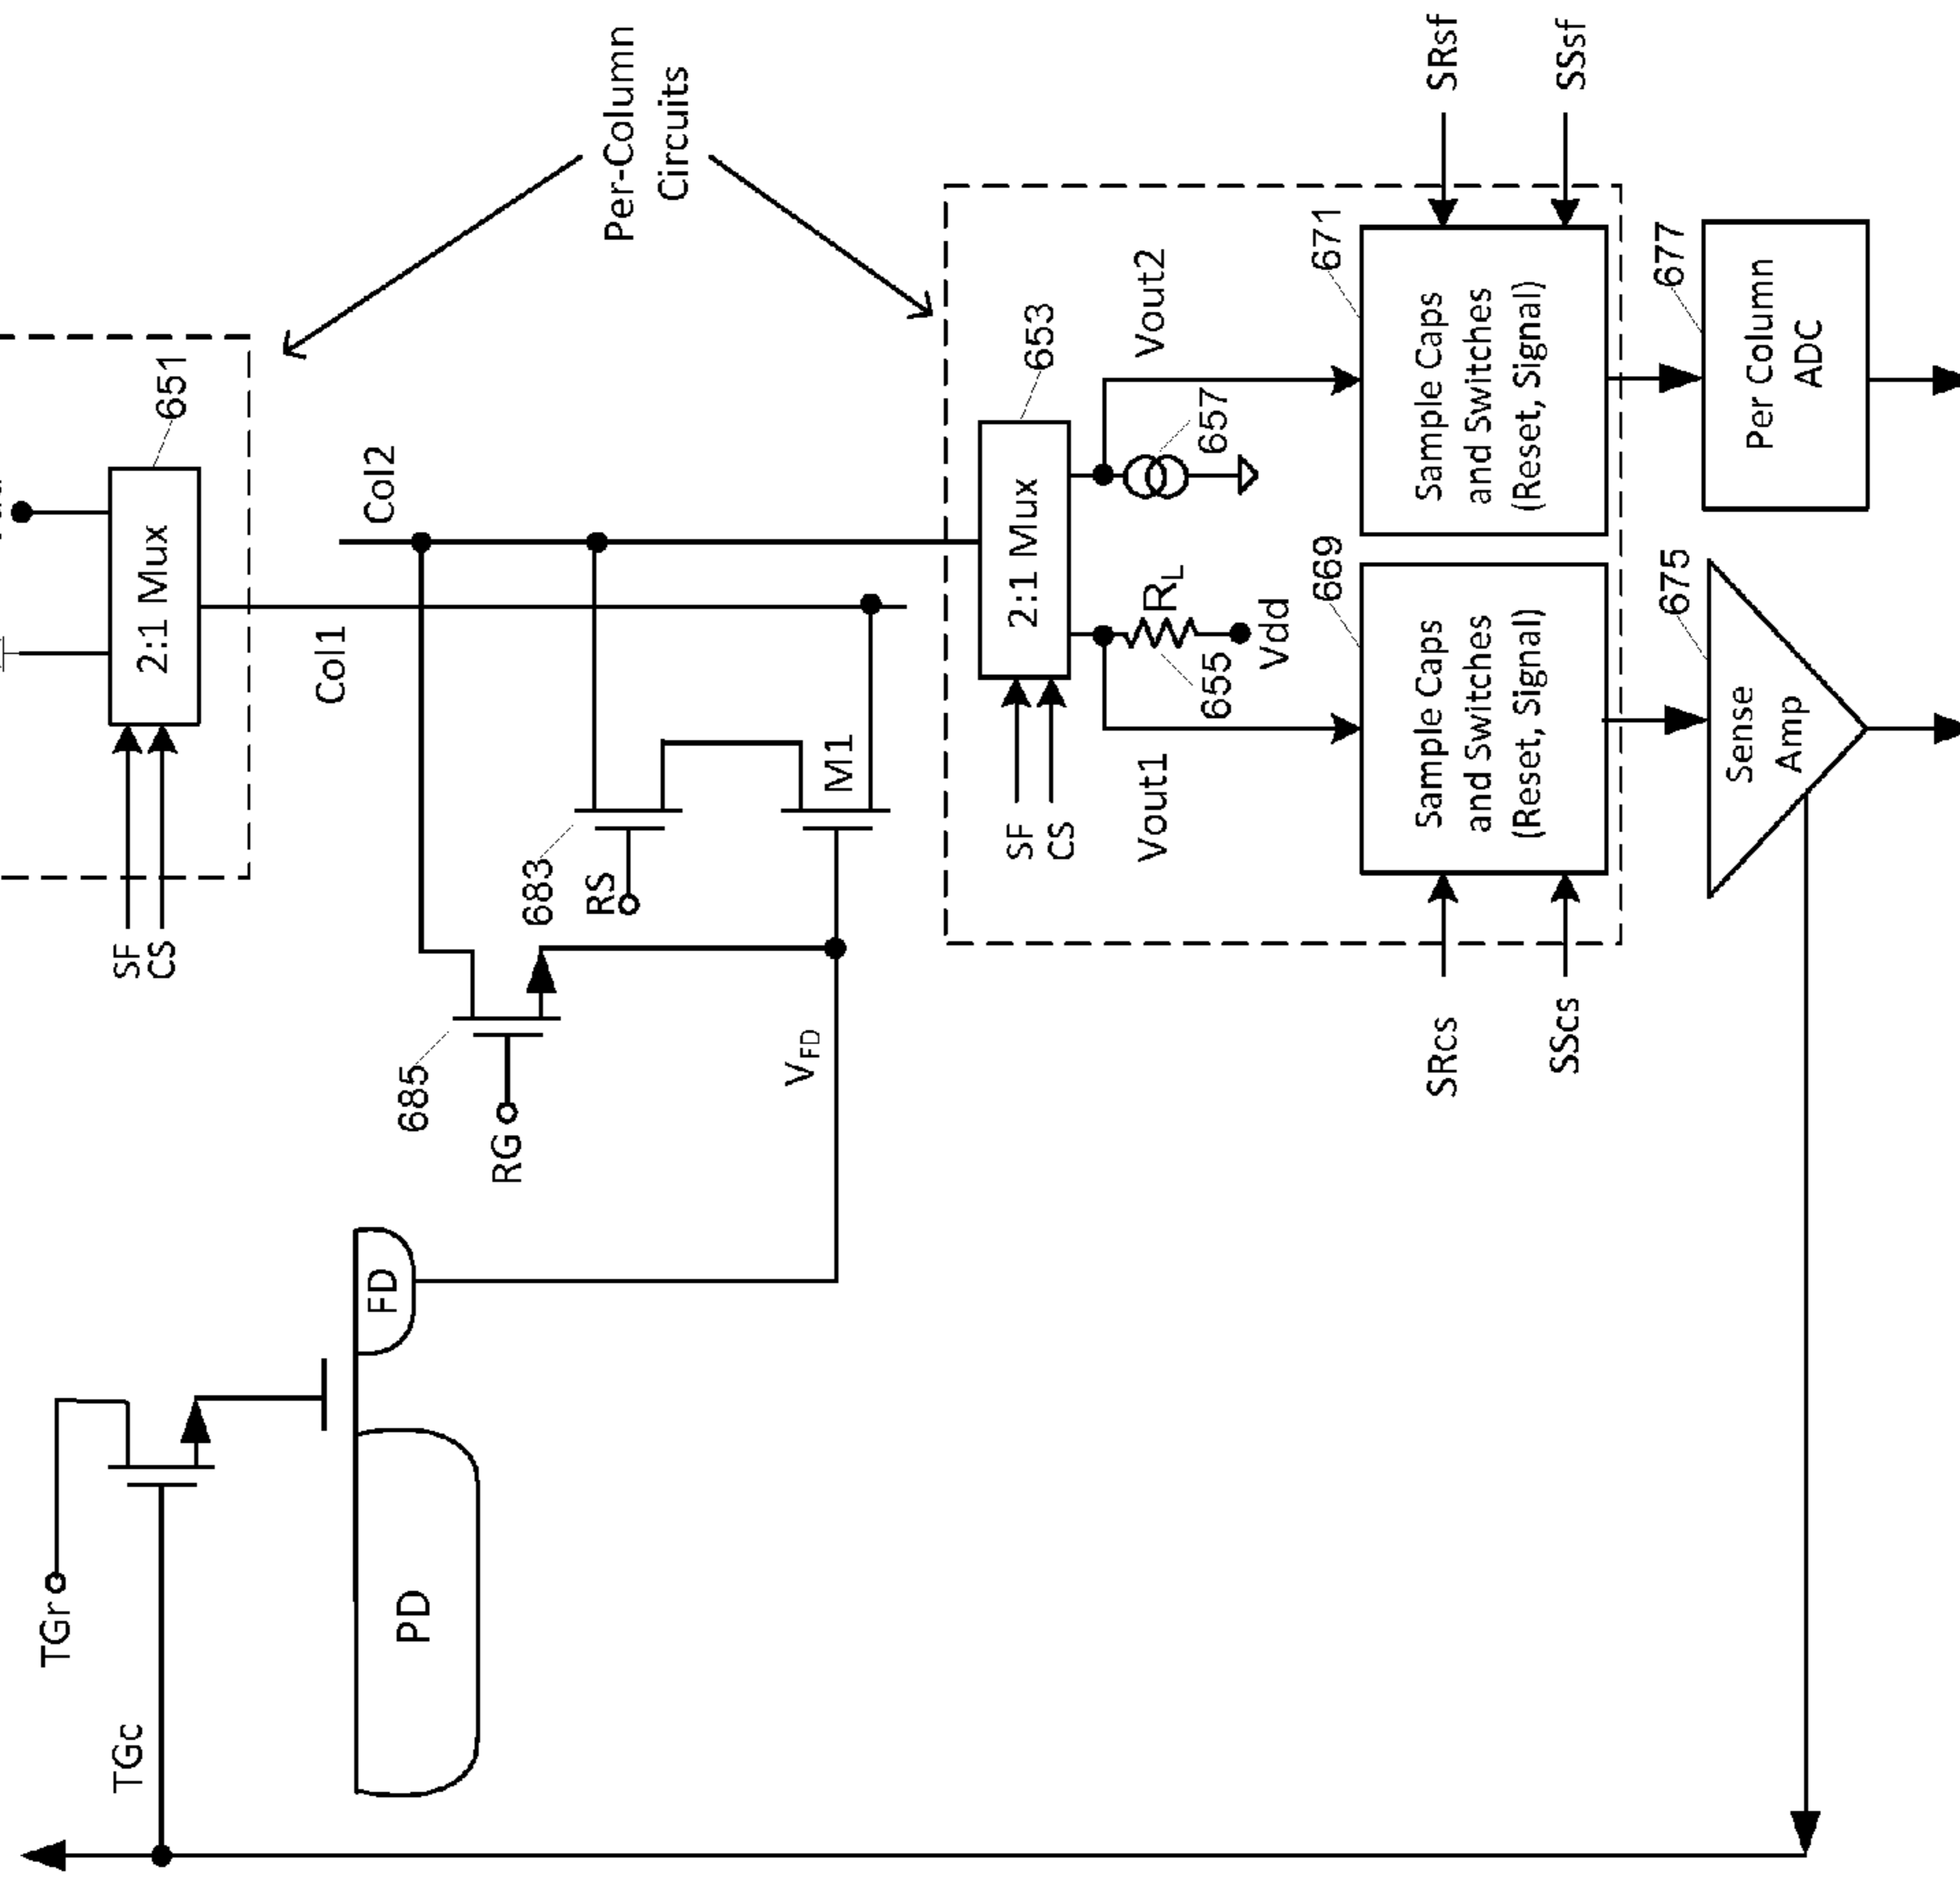 Per-Column
Circuits
651
2:1 Mux
SF
CS
Col2
Col1
683
RS
M1
685
RG
VFD
TGr
TGc
PD
FD
653
2:1 Mux
SF
CS
Vout2
657
RL
655
Vdd
Vout1
SRsf
SSsf
671
Sample Caps
and Switches
(Reset, Signal)
669
Sample Caps
and Switches
(Reset, Signal)
SRcs
SScs
677
Per Column
ADC
675
Sense
Amp